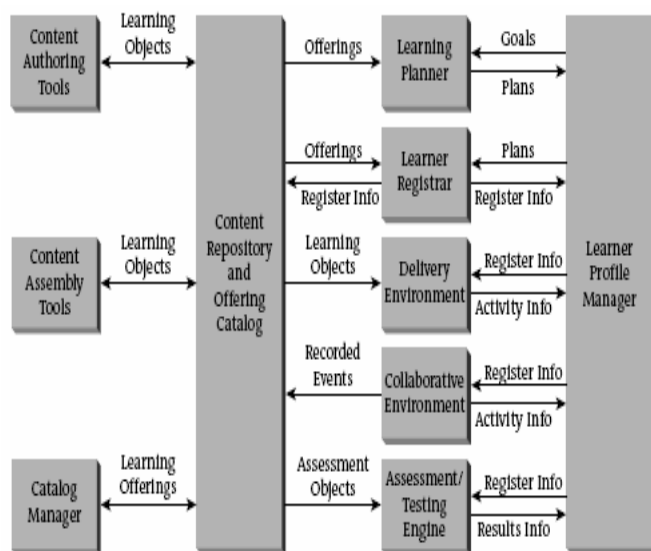 Content
Authoring
Tools
Learning
Objects
Offerings
Learning
Planner
Goals
Plans
Offerings
Register Info
Learner
Registrar
Plans
Register Info
Content
Repository
and
Offering
Catalog
Content
Assembly
Tools
Learning
Objects
Learning
Objects
Delivery
Environment
Register Info
Activity Info
Learner
Profile
Manager
Recorded
Events
Collaborative
Environment
Register Info
Activity Info
Catalog
Manager
Learning
Offerings
Assessment
Objects
Assessment/
Testing
Engine
Register Info
Results Info